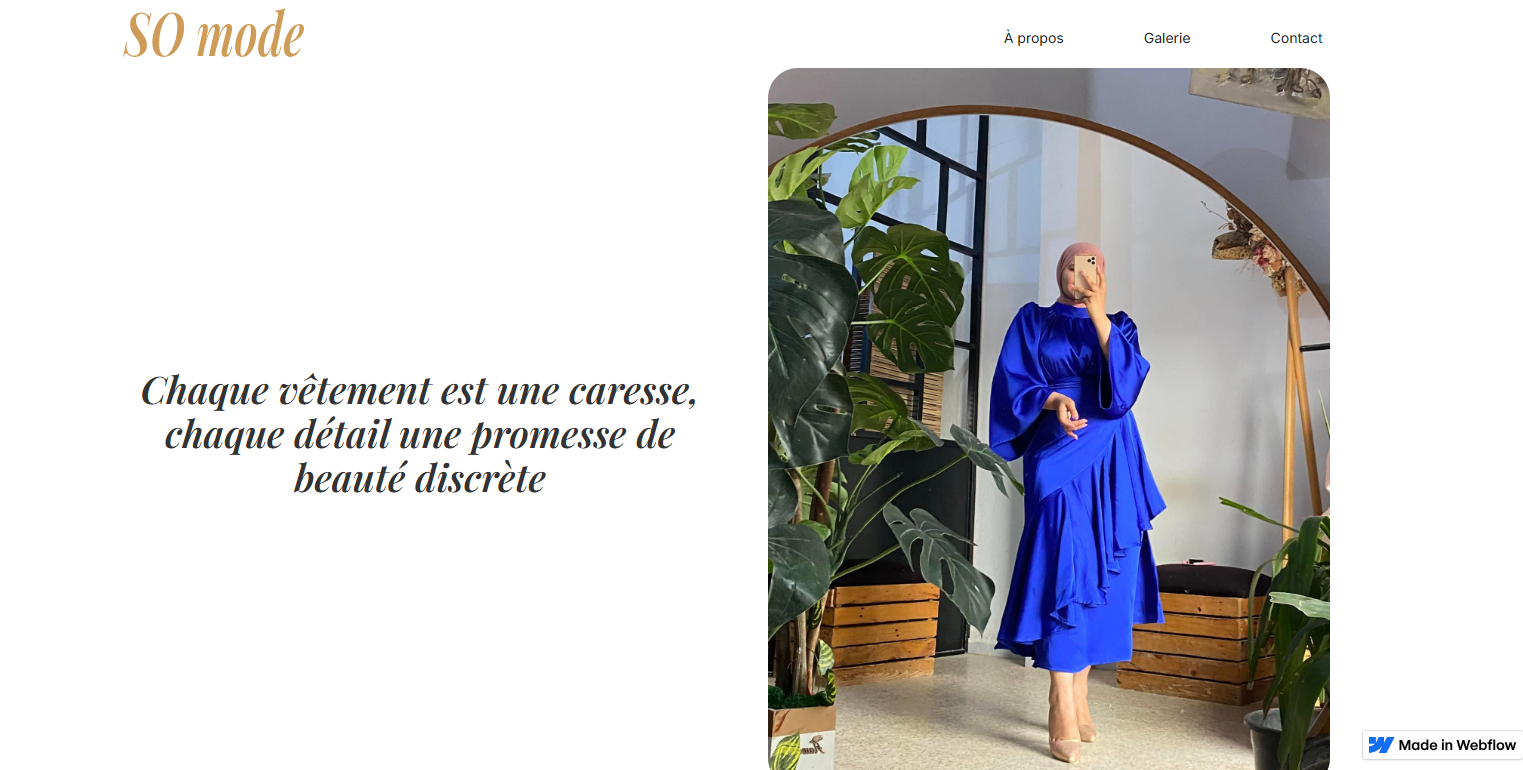 SO mode
À propos
Galerie
Contact
Chaque vêtement est une caresse,
chaque détail une promesse de
beauté discrète
Made in Webflow